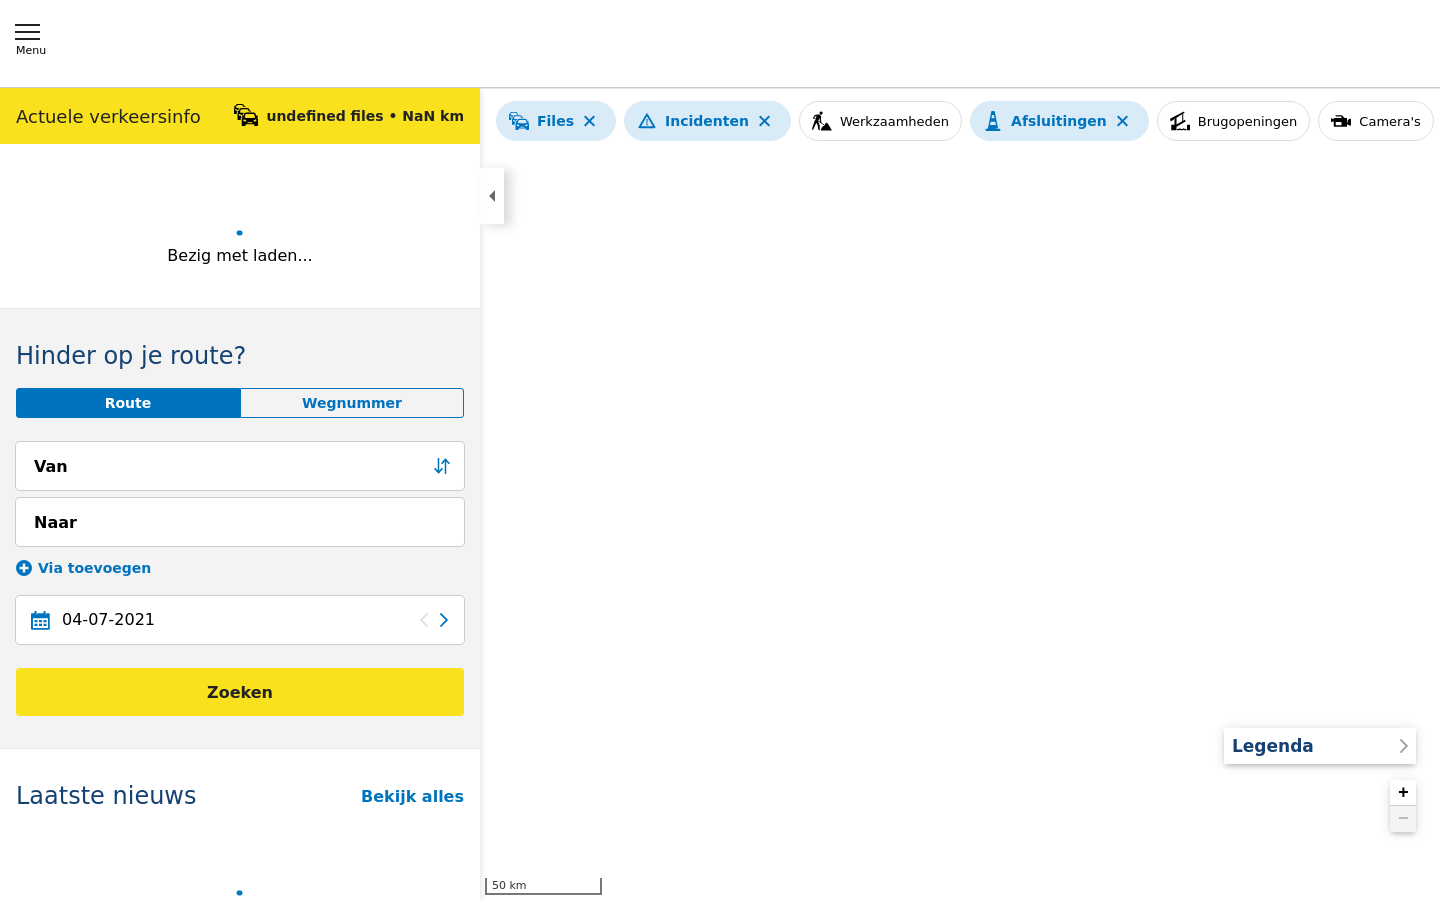 Menu
Actuele verkeersinfo
undefined files • NaN km
Files
Incidenten
Werkzaamheden
Afsluitingen
Brugopeningen
Camera's
Bezig met laden...
Hinder op je route?
Route
Wegnummer
Van
Naar
Via toevoegen
04-07-2021
Zoeken
Laatste nieuws
Bekijk alles
Legenda
+
−
50 km